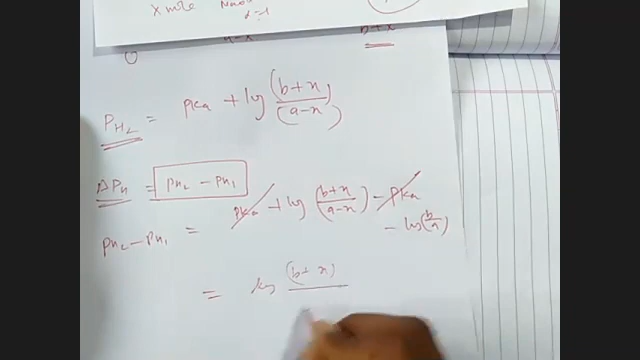 x mole
a-x b+x
PH2 = pKa + log (b+x)/(a-x)
ΔPH = PH2 - PH1
PH2 - PH1 = pKa + log (b+x)/(a-x) - pKa - log(b/a)
= log (b+x)